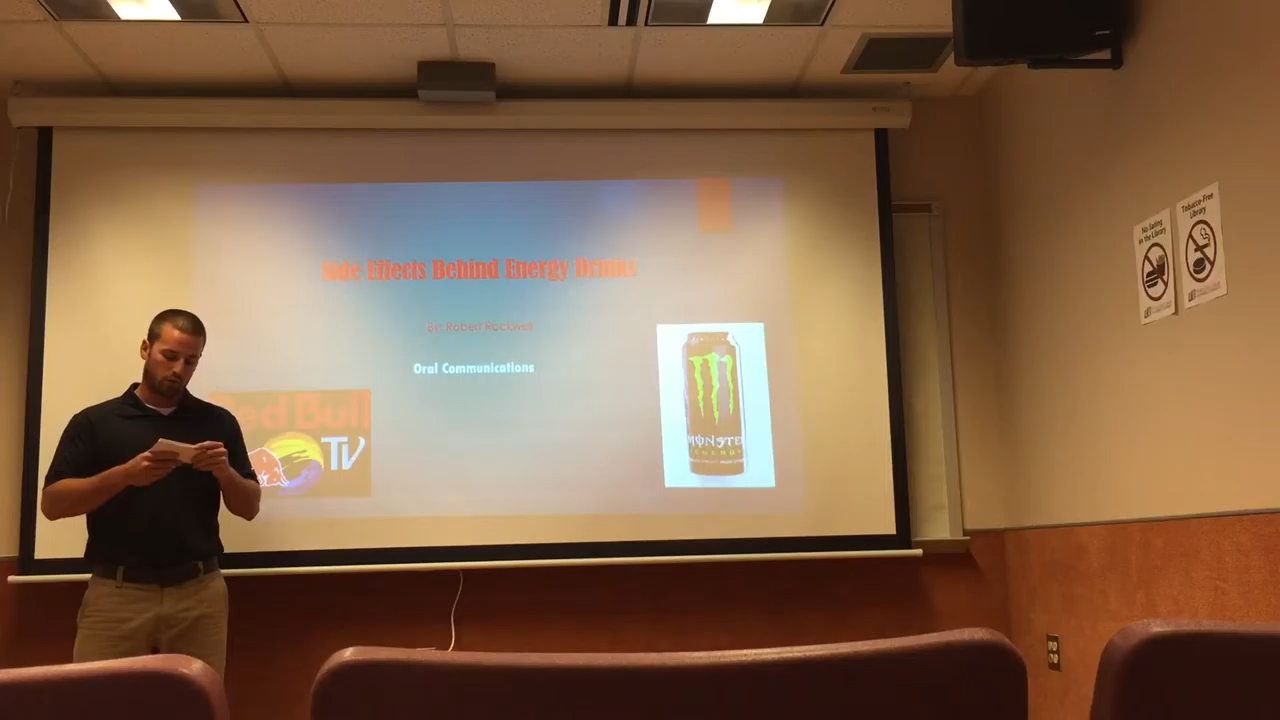 Side Effects Behind Energy Drinks
By: Robert Rockwell
Oral Communications
Red Bull
TV
MONSTER
ENERGY
No Eating
in the Library
Tobacco-Free
Library